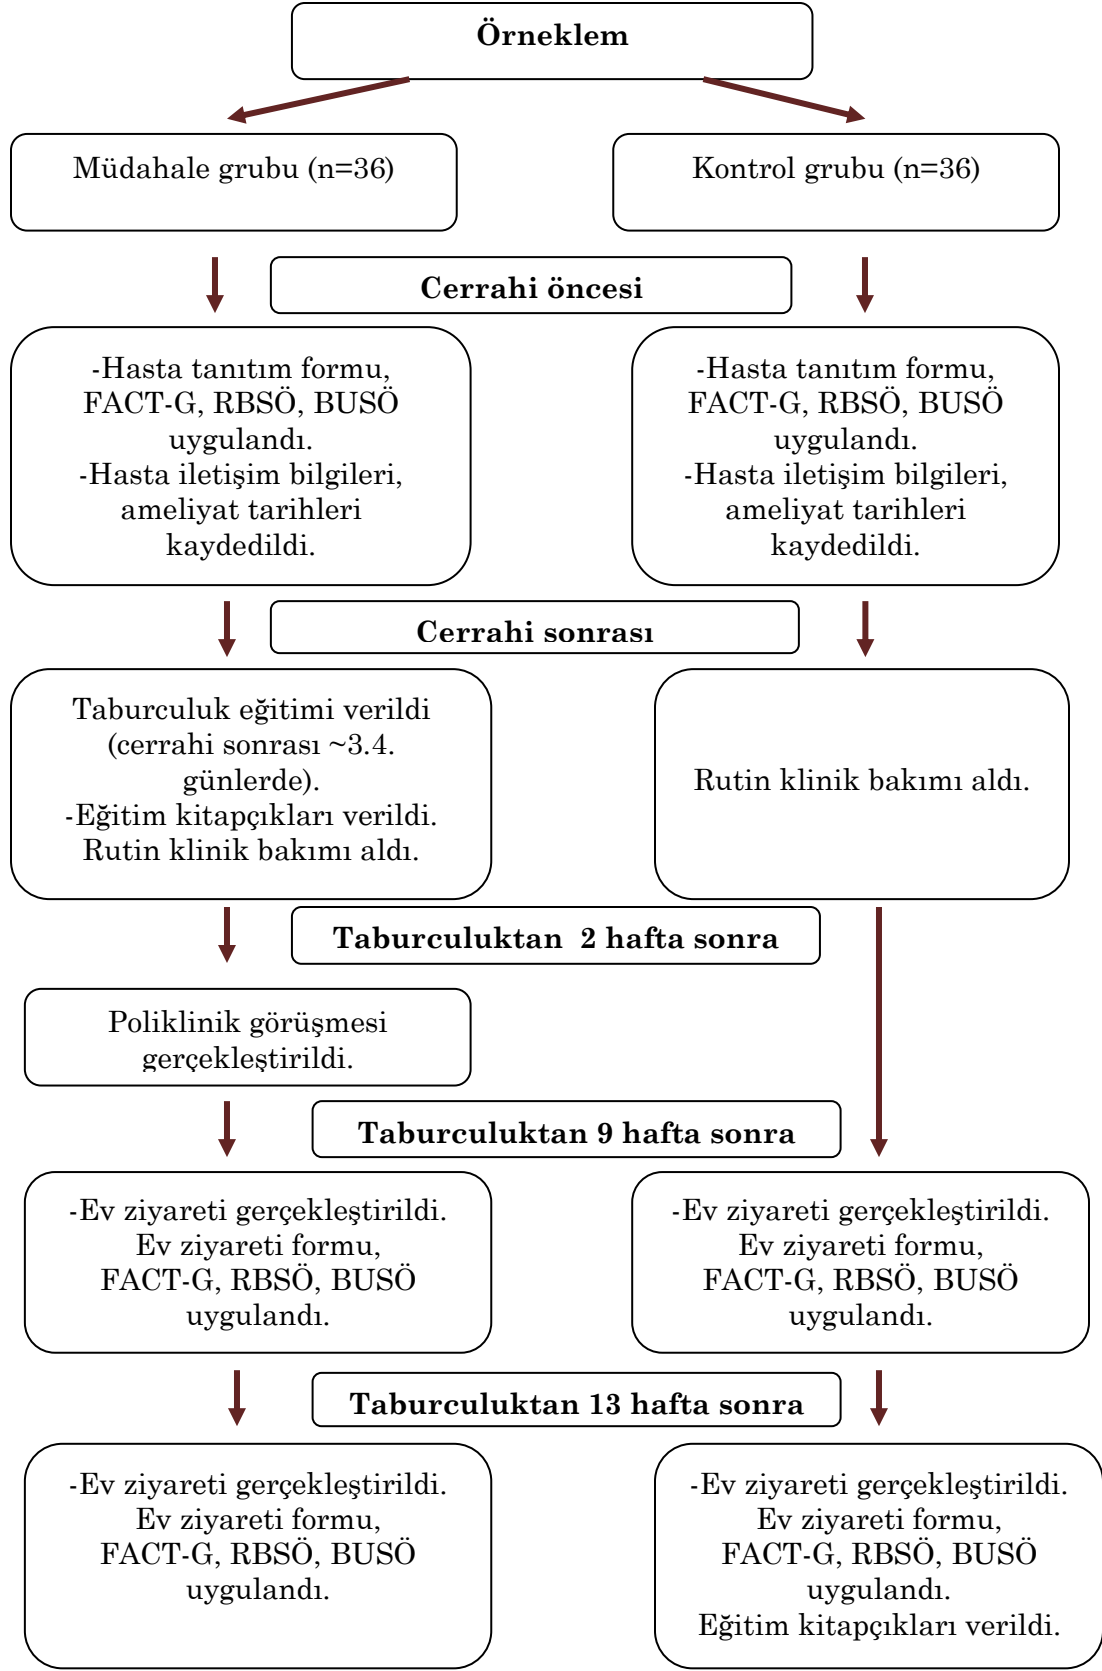 Örneklem
Müdahale grubu (n=36)
Kontrol grubu (n=36)
Cerrahi öncesi
-Hasta tanıtım formu,
FACT-G, RBSÖ, BUSÖ
uygulandı.
-Hasta iletişim bilgileri,
ameliyat tarihleri
kaydedildi.
-Hasta tanıtım formu,
FACT-G, RBSÖ, BUSÖ
uygulandı.
-Hasta iletişim bilgileri,
ameliyat tarihleri
kaydedildi.
Cerrahi sonrası
Taburculuk eğitimi verildi
(cerrahi sonrası ~3.4.
günlerde).
-Eğitim kitapçıkları verildi.
Rutin klinik bakımı aldı.
Rutin klinik bakımı aldı.
Taburculuktan 2 hafta sonra
Poliklinik görüşmesi
gerçekleştirildi.
Taburculuktan 9 hafta sonra
-Ev ziyareti gerçekleştirildi.
Ev ziyareti formu,
FACT-G, RBSÖ, BUSÖ
uygulandı.
-Ev ziyareti gerçekleştirildi.
Ev ziyareti formu,
FACT-G, RBSÖ, BUSÖ
uygulandı.
Taburculuktan 13 hafta sonra
-Ev ziyareti gerçekleştirildi.
Ev ziyareti formu,
FACT-G, RBSÖ, BUSÖ
uygulandı.
-Ev ziyareti gerçekleştirildi.
Ev ziyareti formu,
FACT-G, RBSÖ, BUSÖ
uygulandı.
Eğitim kitapçıkları verildi.